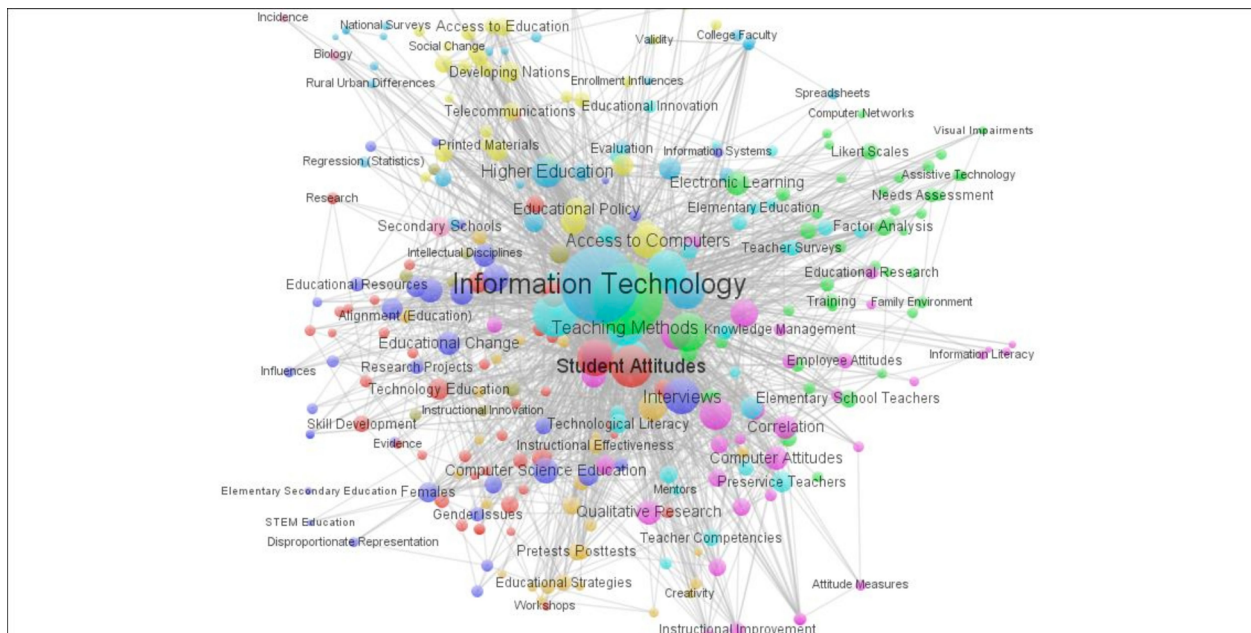 Incidence
National Surveys
Access to Education
College Faculty
Social Change
Validity
Biology
Developing Nations
Rural Urban Differences
Enrollment Influences
Spreadsheets
Telecommunications
Educational Innovation
Computer Networks
Visual Impairments
Printed Materials
Evaluation
Information Systems
Likert Scales
Regression (Statistics)
Higher Education
Electronic Learning
Assistive Technology
Research
Needs Assessment
Educational Policy
Elementary Education
Secondary Schools
Factor Analysis
Access to Computers
Teacher Surveys
Intellectual Disciplines
Educational Research
Educational Resources
Information Technology
Training
Family Environment
Alignment (Education)
Teaching Methods
Knowledge Management
Educational Change
Information Literacy
Employee Attitudes
Influences
Research Projects
Student Attitudes
Technology Education
Interviews
Elementary School Teachers
Instructional Innovation
Skill Development
Technological Literacy
Correlation
Evidence
Instructional Effectiveness
Computer Attitudes
Computer Science Education
Preservice Teachers
Elementary Secondary Education
Females
Mentors
Gender Issues
Qualitative Research
STEM Education
Disproportionate Representation
Teacher Competencies
Pretests Posttests
Educational Strategies
Attitude Measures
Creativity
Workshops
Instructional Improvement